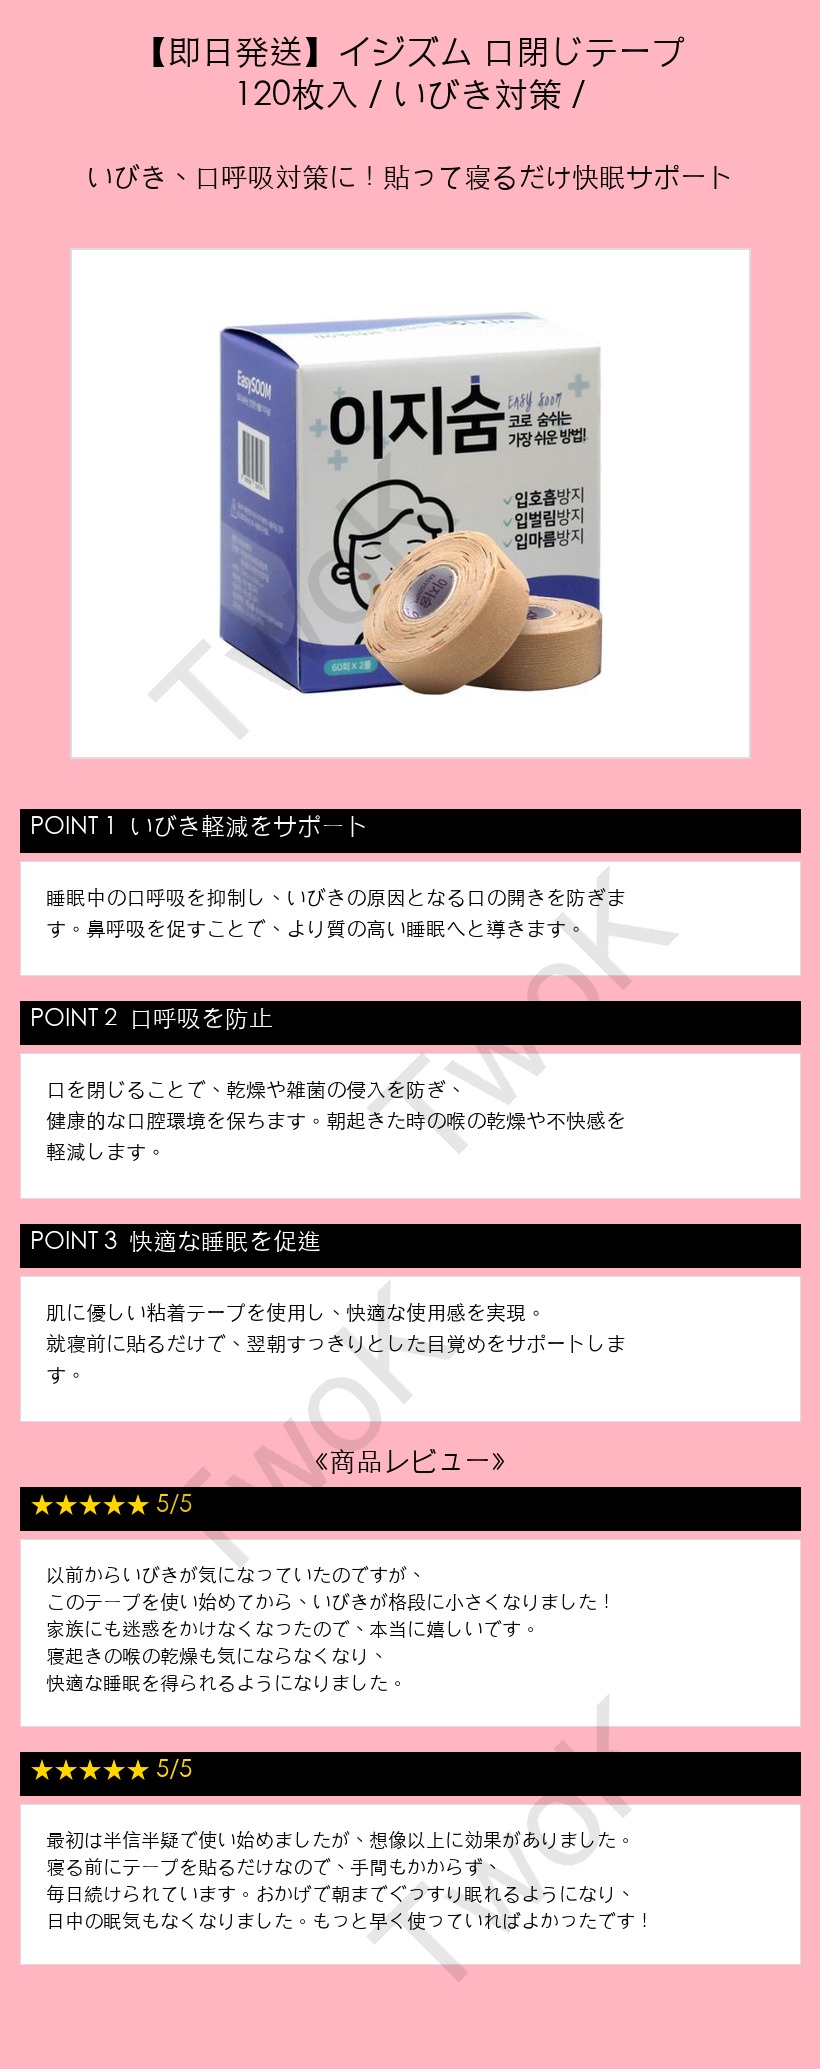 【即日発送】イジズム 口閉じテープ
120枚入 / いびき対策 /
いびき、口呼吸対策に！貼って寝るだけ快眠サポート
EasySOOM
이지숨
EASY SOOM
코로 숨쉬는
가장 쉬운 방법!
입호흡방지
입벌림방지
입마름방지
이지숨
60회 X 2롤
TwoK
POINT 1 いびき軽減をサポート
睡眠中の口呼吸を抑制し、いびきの原因となる口の開きを防ぎま
す。鼻呼吸を促すことで、より質の高い睡眠へと導きます。
TwoK
POINT 2 口呼吸を防止
口を閉じることで、乾燥や雑菌の侵入を防ぎ、
健康的な口腔環境を保ちます。朝起きた時の喉の乾燥や不快感を
軽減します。
POINT 3 快適な睡眠を促進
肌に優しい粘着テープを使用し、快適な使用感を実現。
就寝前に貼るだけで、翌朝すっきりとした目覚めをサポートしま
す。
TwoK
《商品レビュー》
★★★★★ 5/5
以前からいびきが気になっていたのですが、
このテープを使い始めてから、いびきが格段に小さくなりました！
家族にも迷惑をかけなくなったので、本当に嬉しいです。
寝起きの喉の乾燥も気にならなくなり、
快適な睡眠を得られるようになりました。
★★★★★ 5/5
最初は半信半疑で使い始めましたが、想像以上に効果がありました。
寝る前にテープを貼るだけなので、手間もかからず、
毎日続けられています。おかげで朝までぐっすり眠れるようになり、
日中の眠気もなくなりました。もっと早く使っていればよかったです！
TwoK